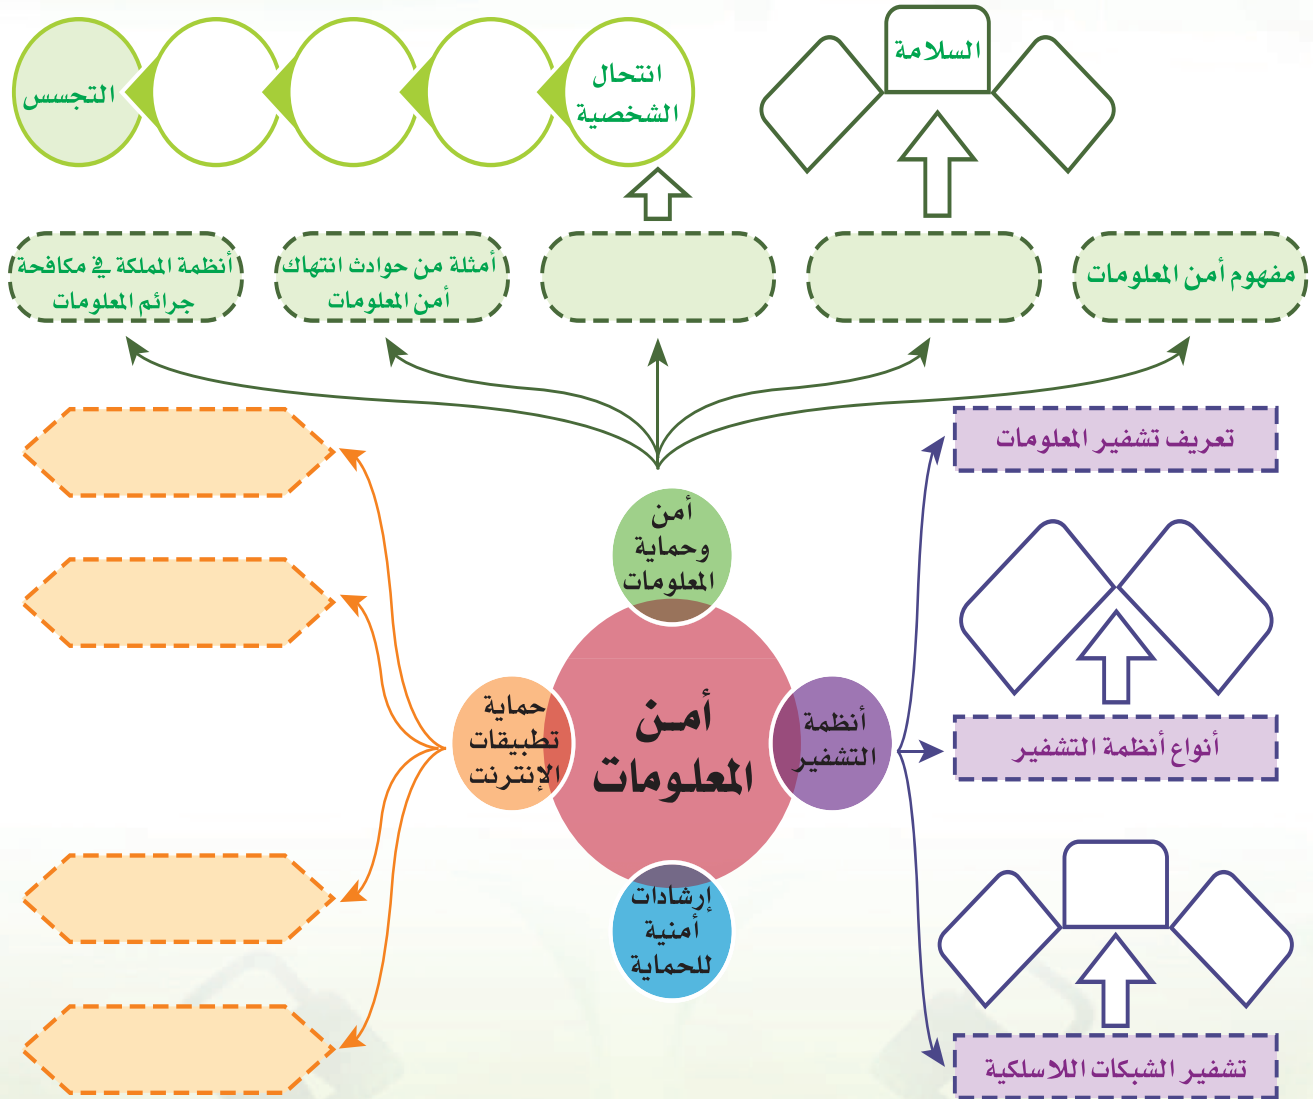 السلامة
انتحال
الشخصية
التجسس
مفهوم أمن المعلومات
أمثلة من حوادث انتهاك
أمن المعلومات
أنظمة المملكة في مكافحة
جرائم المعلومات
تعريف تشفير المعلومات
أمن
وحماية
المعلومات
أمـن
المعلومات
أنظمة
التشفير
حماية
تطبيقات
الإنترنت
أنواع أنظمة التشفير
إرشادات
أمنية
للحماية
تشفير الشبكات اللاسلكية